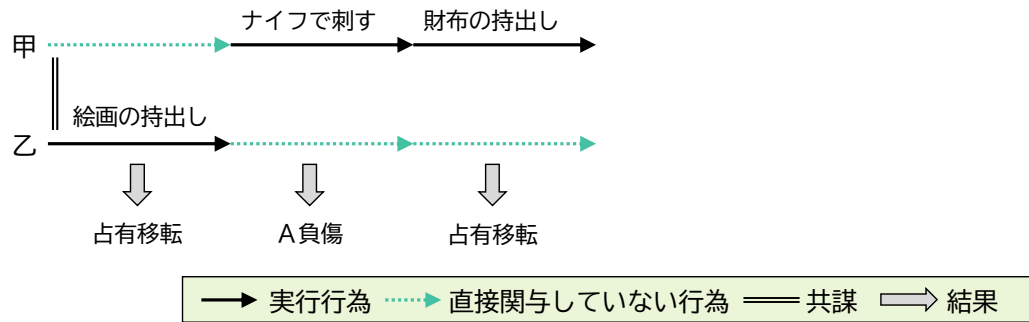 ナイフで刺す 財布の持出し
甲
絵画の持出し
乙
占有移転 A負傷 占有移転
実行行為 直接関与していない行為 共謀 結果